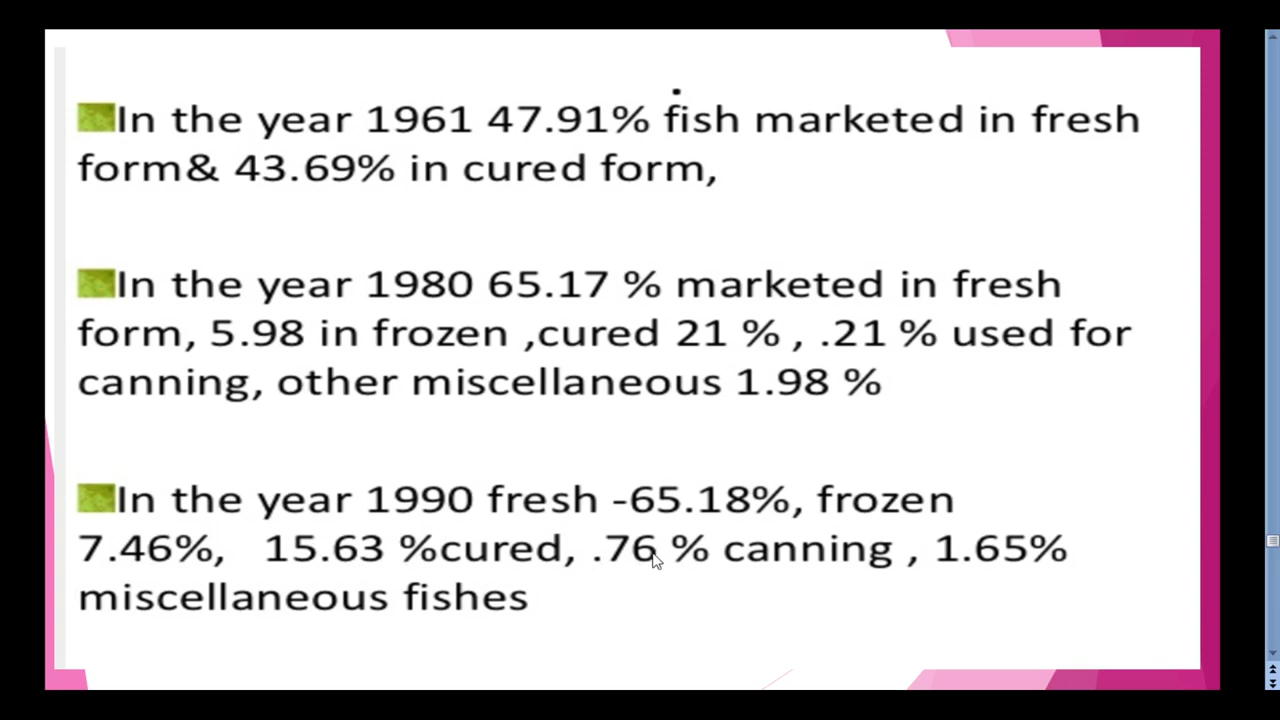 In the year 1961 47.91% fish marketed in fresh
form& 43.69% in cured form,
In the year 1980 65.17 % marketed in fresh
form, 5.98 in frozen ,cured 21 % , .21 % used for
canning, other miscellaneous 1.98 %
In the year 1990 fresh -65.18%, frozen
7.46%, 15.63 %cured, .76 % canning , 1.65%
miscellaneous fishes